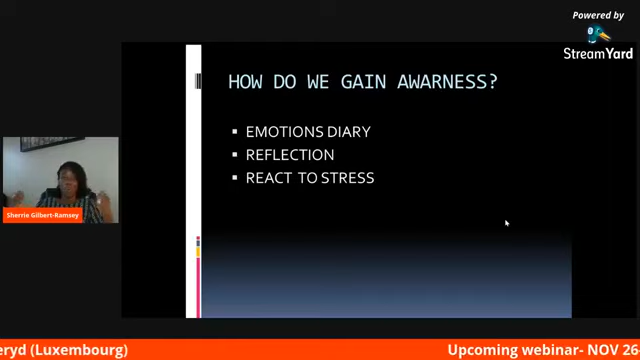 Powered by
StreamYard
HOW DO WE GAIN AWARNESS?
EMOTIONS DIARY
REFLECTION
REACT TO STRESS
Sherrie Gilbert-Ramsey
eryd (Luxembourg)
Upcoming webinar- NOV 26-